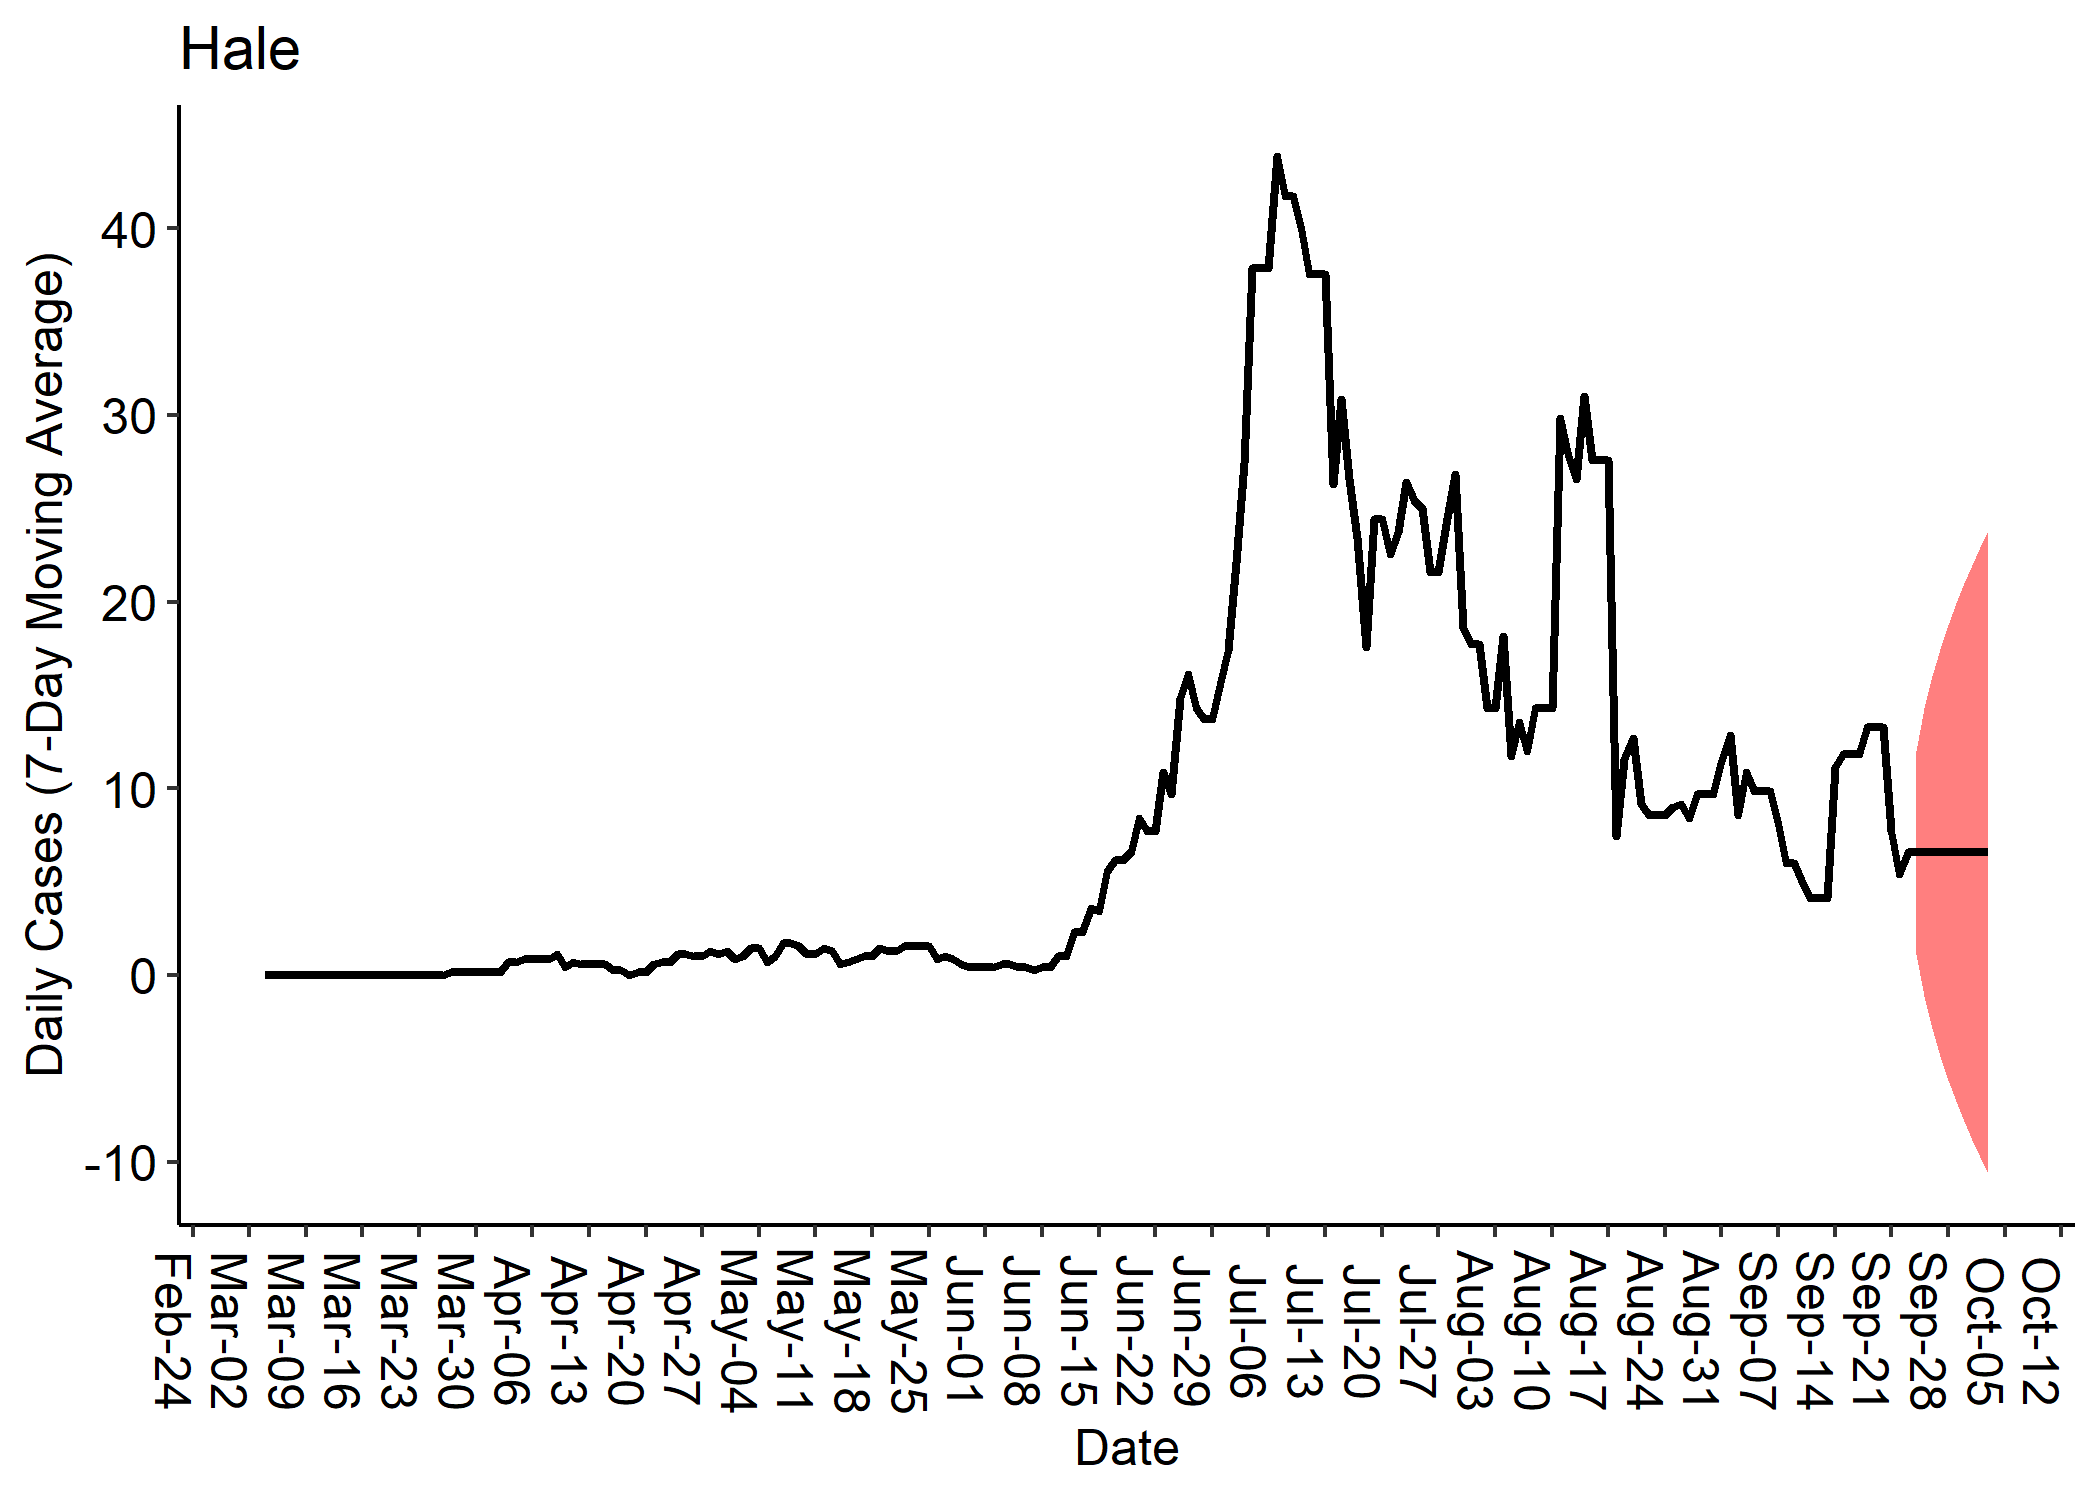 Hale
Daily Cases (7-Day Moving Average)
40
30
20
10
0
-10
Feb-24
Mar-02
Mar-09
Mar-16
Mar-23
Mar-30
Apr-06
Apr-13
Apr-20
Apr-27
May-04
May-11
May-18
May-25
Jun-01
Jun-08
Jun-15
Jun-22
Jun-29
Jul-06
Jul-13
Jul-20
Jul-27
Aug-03
Aug-10
Aug-17
Aug-24
Aug-31
Sep-07
Sep-14
Sep-21
Sep-28
Oct-05
Oct-12
Date